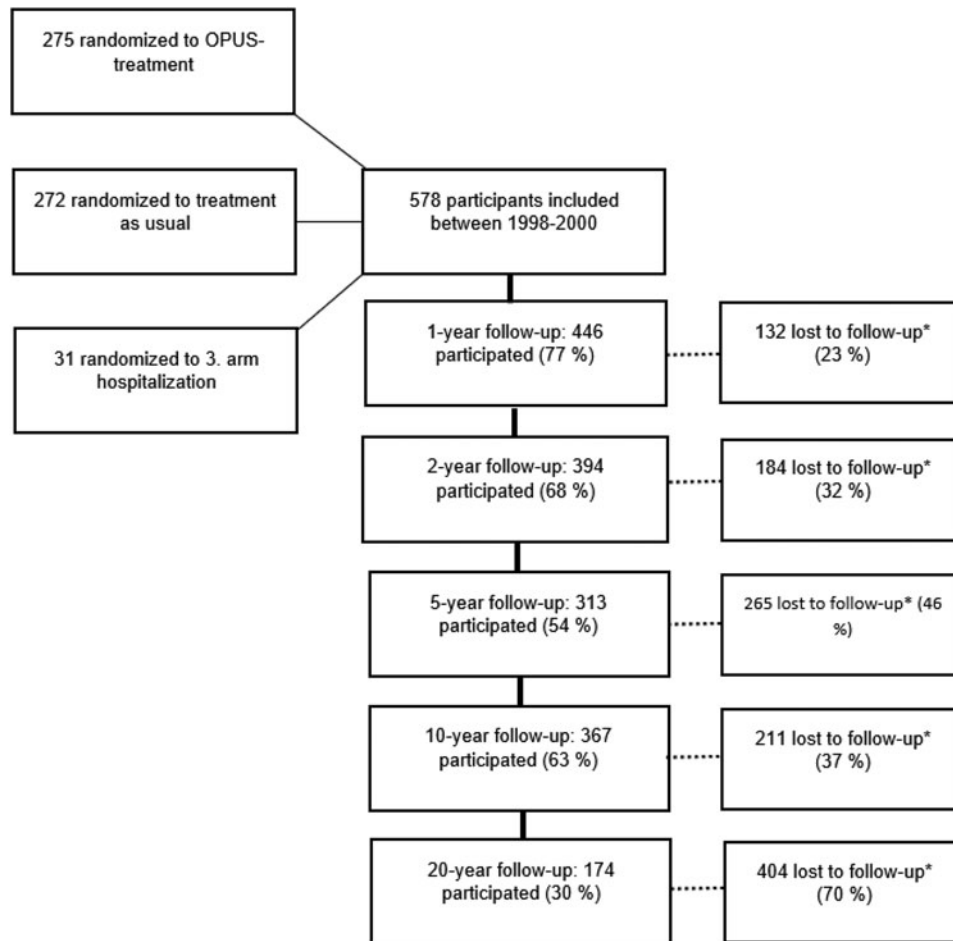 275 randomized to OPUS-
treatment
272 randomized to treatment
as usual
31 randomized to 3. arm
hospitalization
578 participants included
between 1998-2000
1-year follow-up: 446
participated (77 %)
132 lost to follow-up*
(23 %)
2-year follow-up: 394
participated (68 %)
184 lost to follow-up*
(32 %)
5-year follow-up: 313
participated (54 %)
265 lost to follow-up* (46
%)
10-year follow-up: 367
participated (63 %)
211 lost to follow-up*
(37 %)
20-year follow-up: 174
participated (30 %)
404 lost to follow-up*
(70 %)